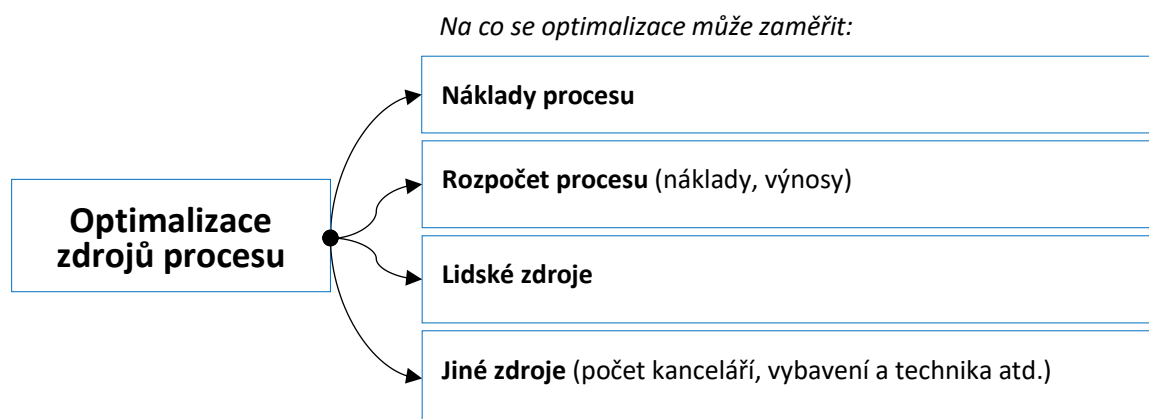 Na co se optimalizace může zaměřit:
Náklady procesu
Rozpočet procesu (náklady, výnosy)
Optimalizace
zdrojů procesu
Lidské zdroje
Jiné zdroje (počet kanceláří, vybavení a technika atd.)